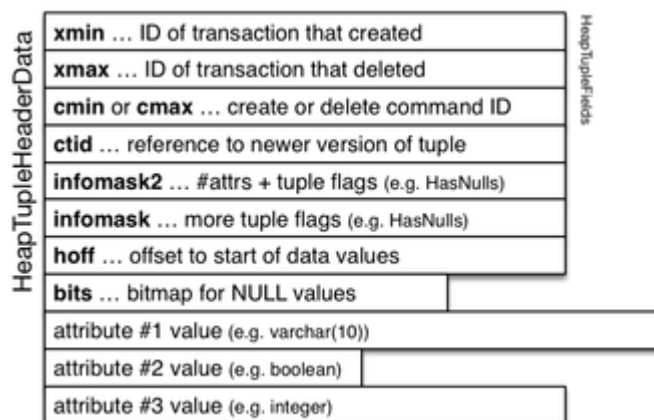 HeapTupleHeaderData
HeapTupleFields
xmin … ID of transaction that created
xmax … ID of transaction that deleted
cmin or cmax … create or delete command ID
ctid … reference to newer version of tuple
infomask2 … #attrs + tuple flags (e.g. HasNulls)
infomask … more tuple flags (e.g. HasNulls)
hoff … offset to start of data values
bits … bitmap for NULL values
attribute #1 value (e.g. varchar(10))
attribute #2 value (e.g. boolean)
attribute #3 value (e.g. integer)